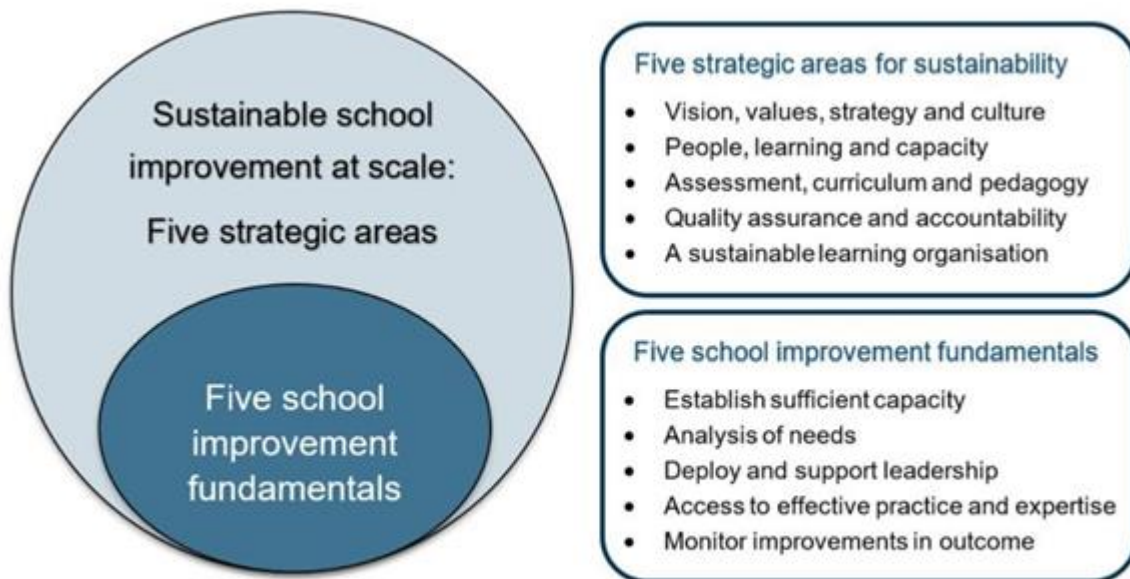 Sustainable school
improvement at scale:
Five strategic areas
Five school
improvement
fundamentals
Five strategic areas for sustainability
• Vision, values, strategy and culture
• People, learning and capacity
• Assessment, curriculum and pedagogy
• Quality assurance and accountability
• A sustainable learning organisation
Five school improvement fundamentals
• Establish sufficient capacity
• Analysis of needs
• Deploy and support leadership
• Access to effective practice and expertise
• Monitor improvements in outcome